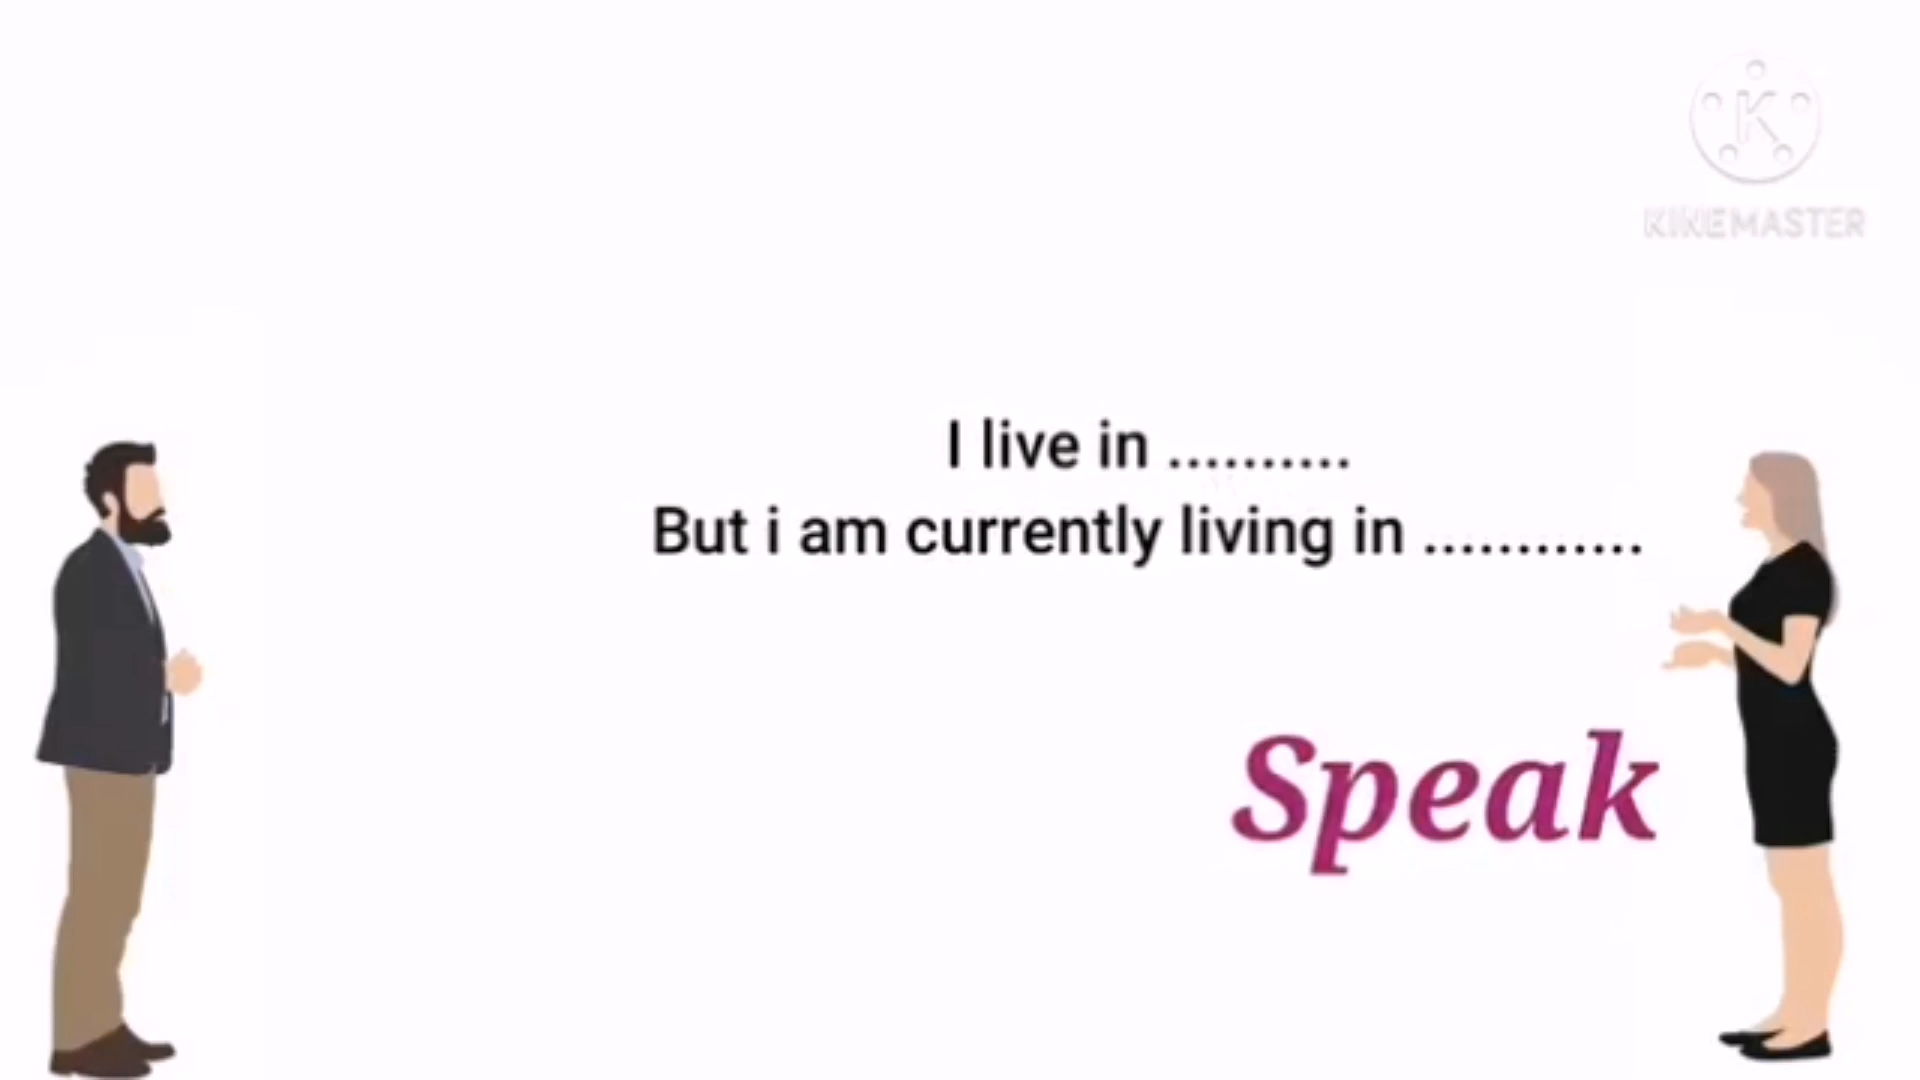 K
KINEMASTER
I live in ..........
But i am currently living in ............
Speak